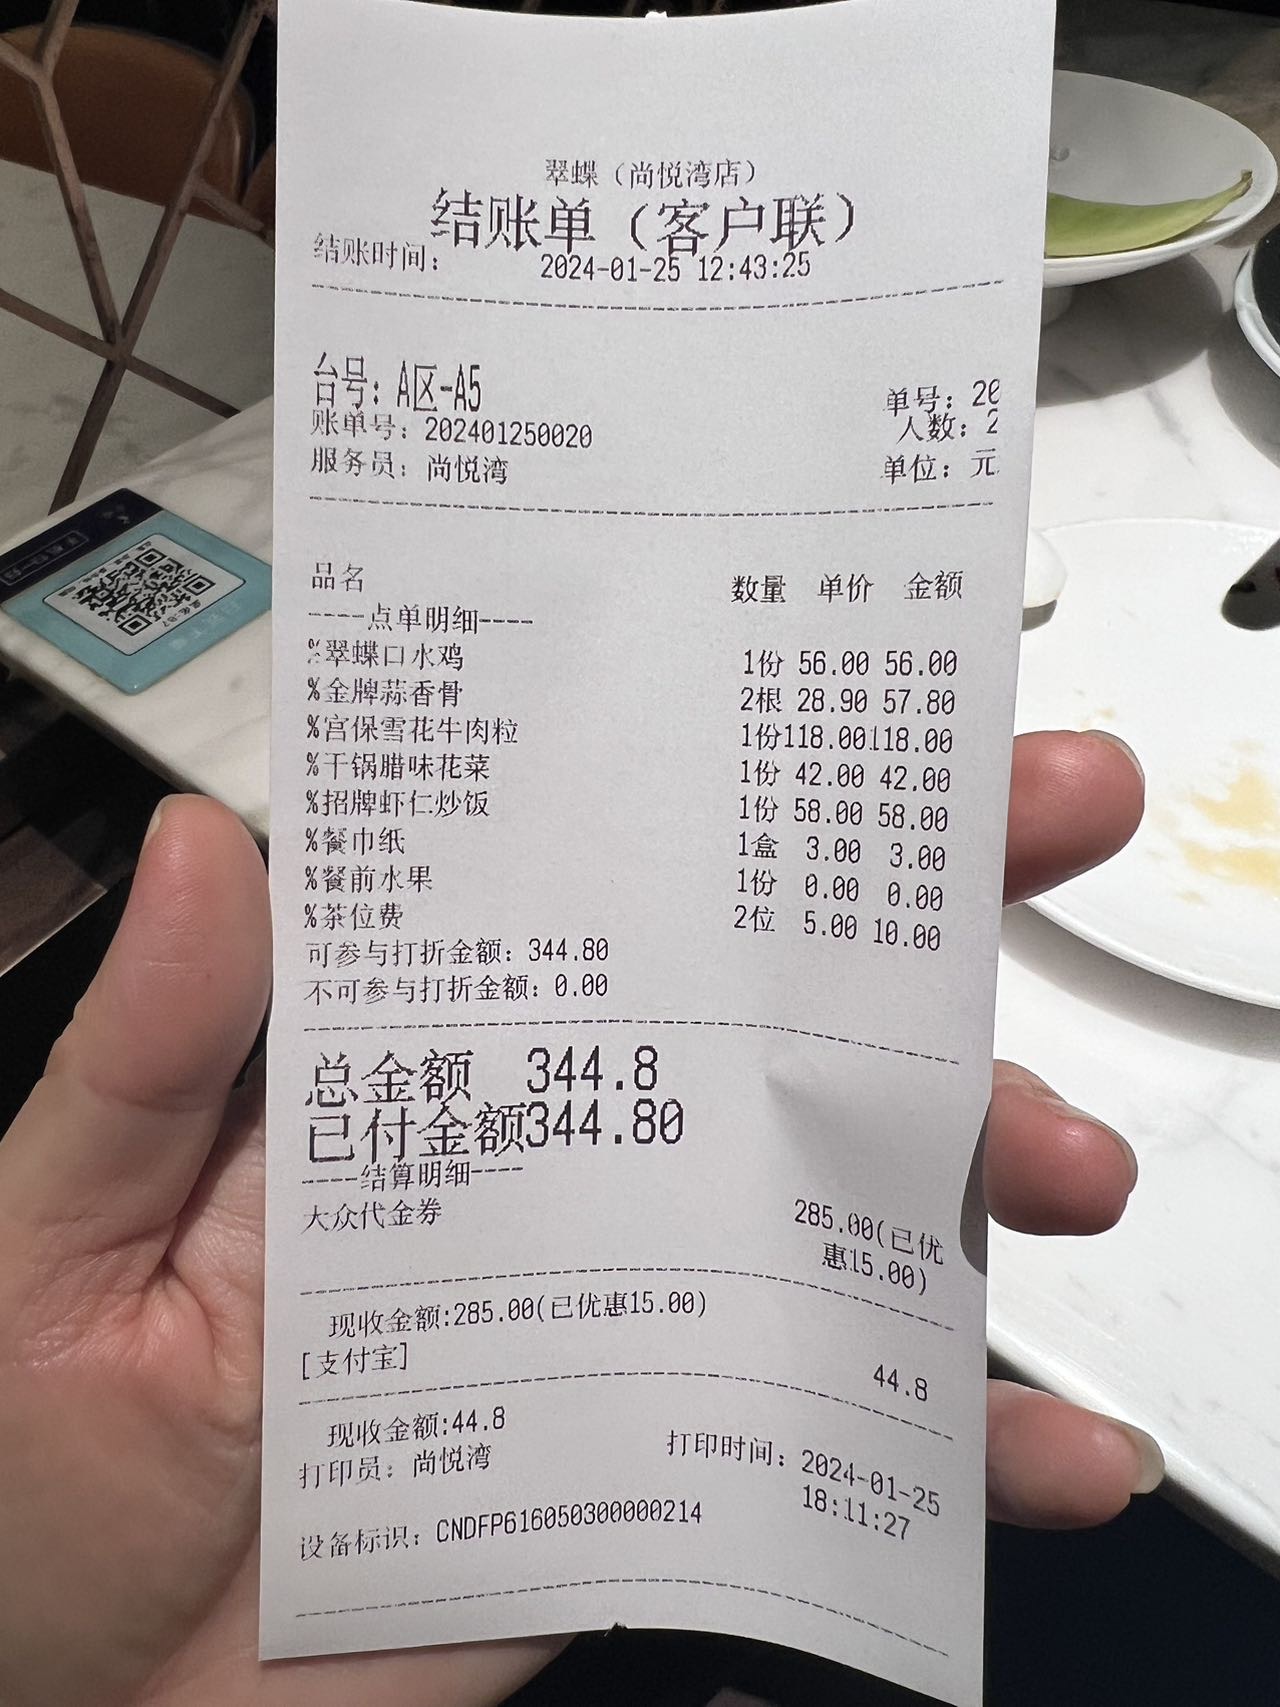 翠蝶（尚悦湾店）
结账单（客户联）
结账时间： 2024-01-25 12:43:25
台号：A区-A5
单号：20
账单号：202401250020
人数：2
服务员：尚悦湾
单位：元
品名 数量 单价 金额
----点单明细----
%翠蝶口水鸡 1份 56.00 56.00
%金牌蒜香骨 2根 28.90 57.80
%宫保雪花牛肉粒 1份118.00118.00
%干锅腊味花菜 1份 42.00 42.00
%招牌虾仁炒饭 1份 58.00 58.00
%餐巾纸 1盒 3.00 3.00
%餐前水果 1份 0.00 0.00
%茶位费 2位 5.00 10.00
可参与打折金额：344.80
不可参与打折金额：0.00
总金额 344.8
已付金额344.80
----结算明细----
大众代金券 285.00(已优
惠15.00)
现收金额:285.00(已优惠15.00)
[支付宝] 44.8
现收金额:44.8
打印员：尚悦湾 打印时间：2024-01-25
18:11:27
设备标识：CNDFP616050300000214